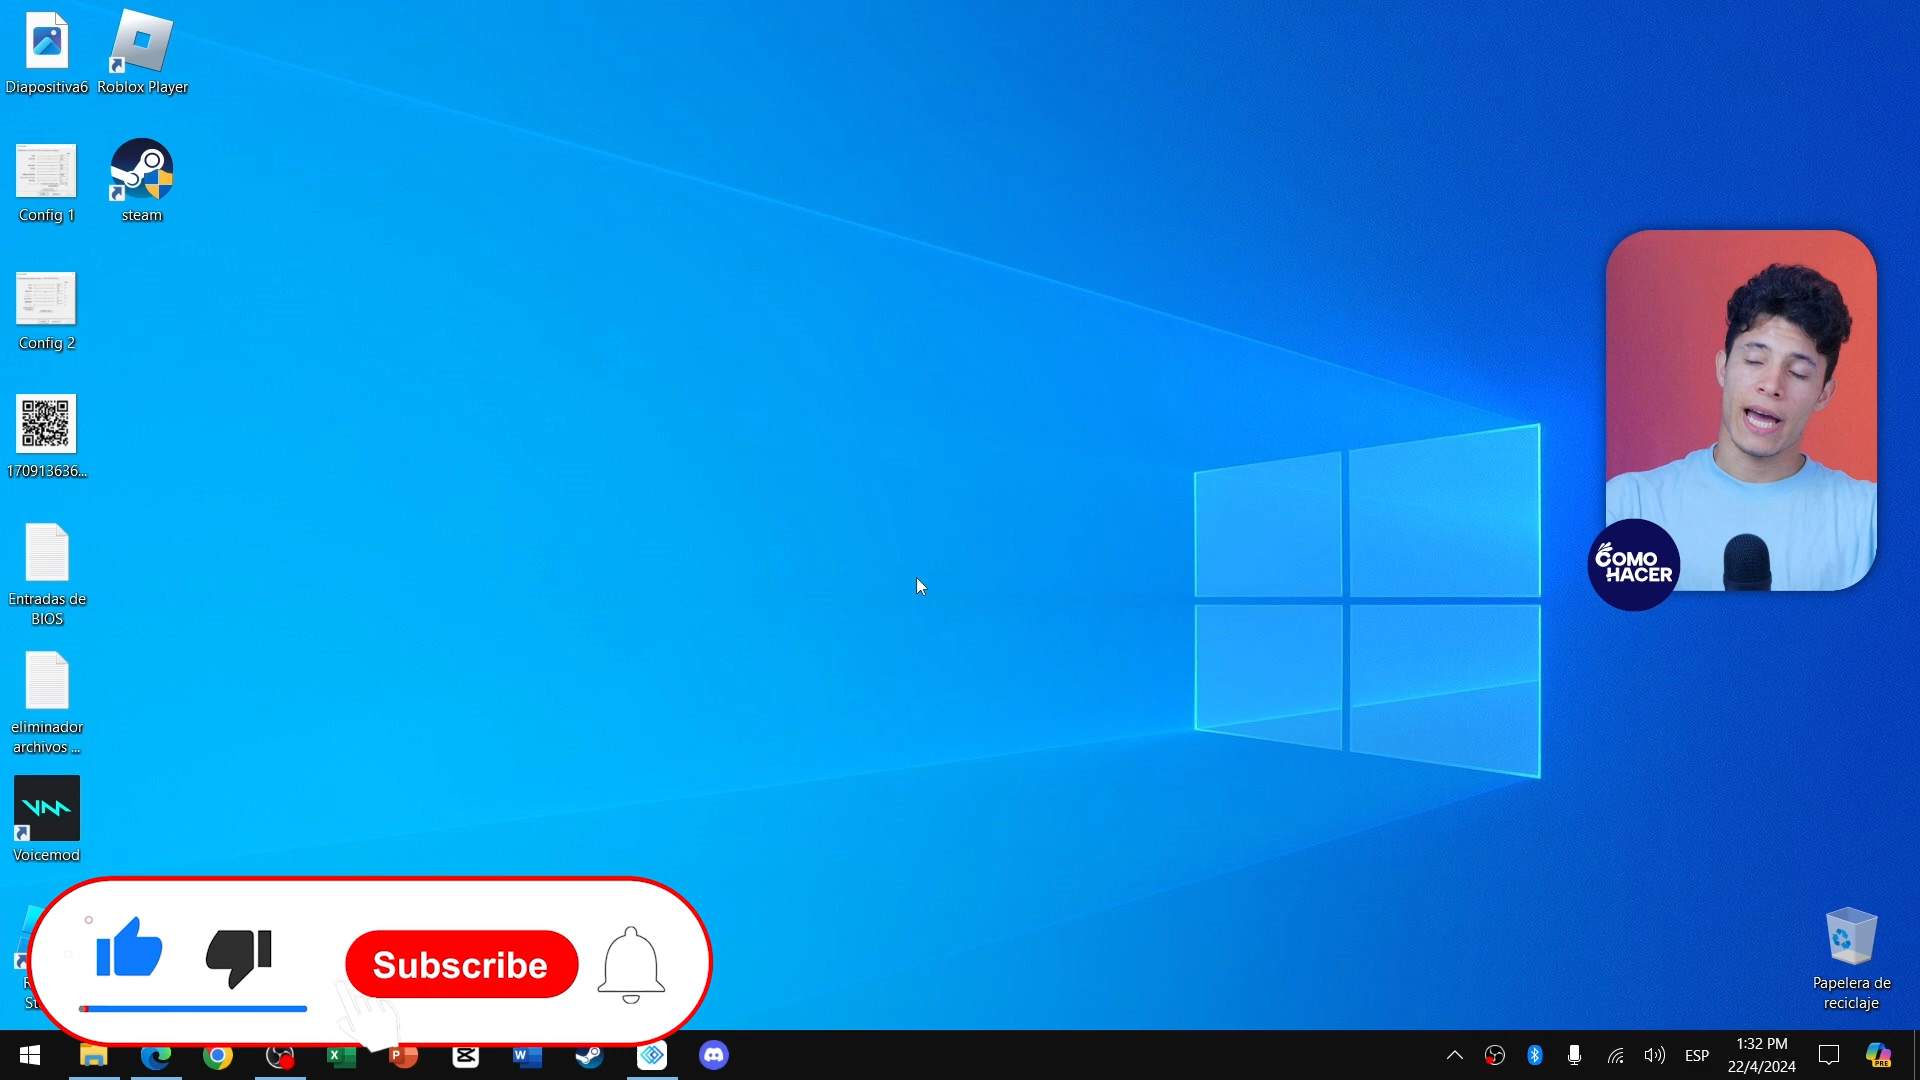 Diapositiva6
Roblox Player
Config 1
steam
Config 2
170913636...
Entradas de
BIOS
eliminador
archivos ...
Voicemod
COMO
HACER
Subscribe
Papelera de
reciclaje
ESP
1:32 PM
22/4/2024
PRE